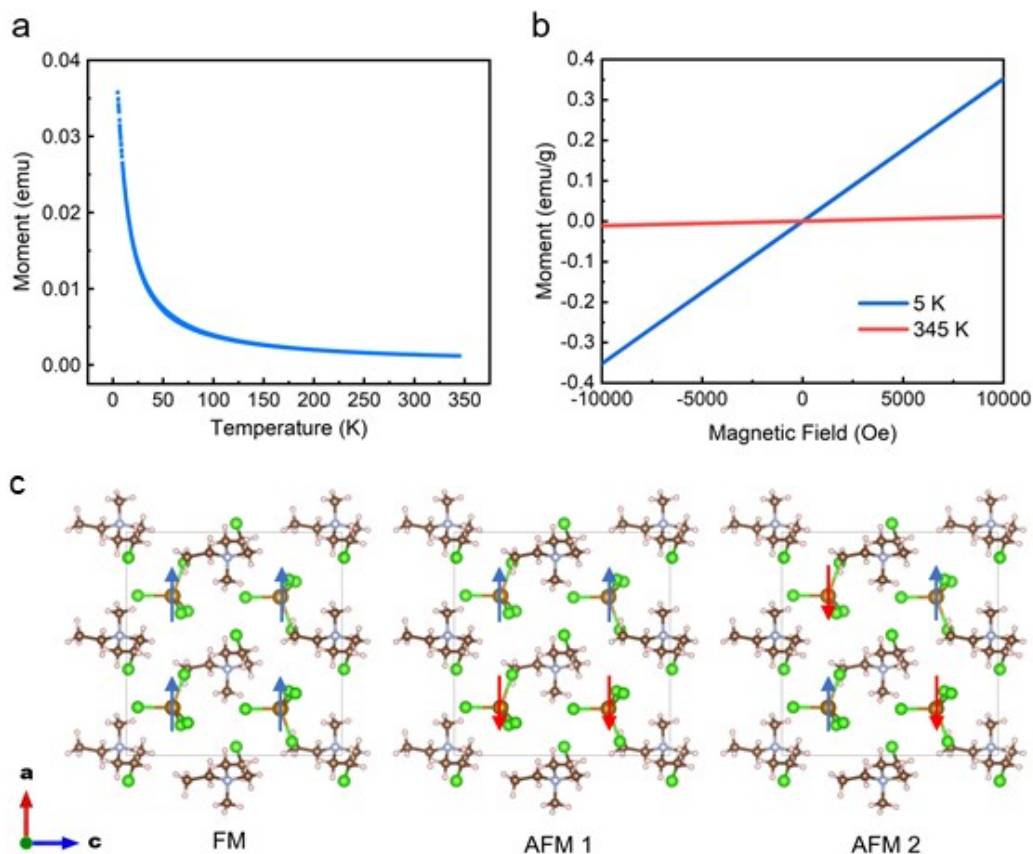 a
0.04
0.03
0.02
0.01
0.00
Moment (emu)
0 50 100 150 200 250 300 350
Temperature (K)
b
0.4
0.3
0.2
0.1
0.0
-0.1
-0.2
-0.3
-0.4
Moment (emu/g)
5 K
345 K
-10000 -5000 0 5000 10000
Magnetic Field (Oe)
c
a
c
FM
AFM 1
AFM 2